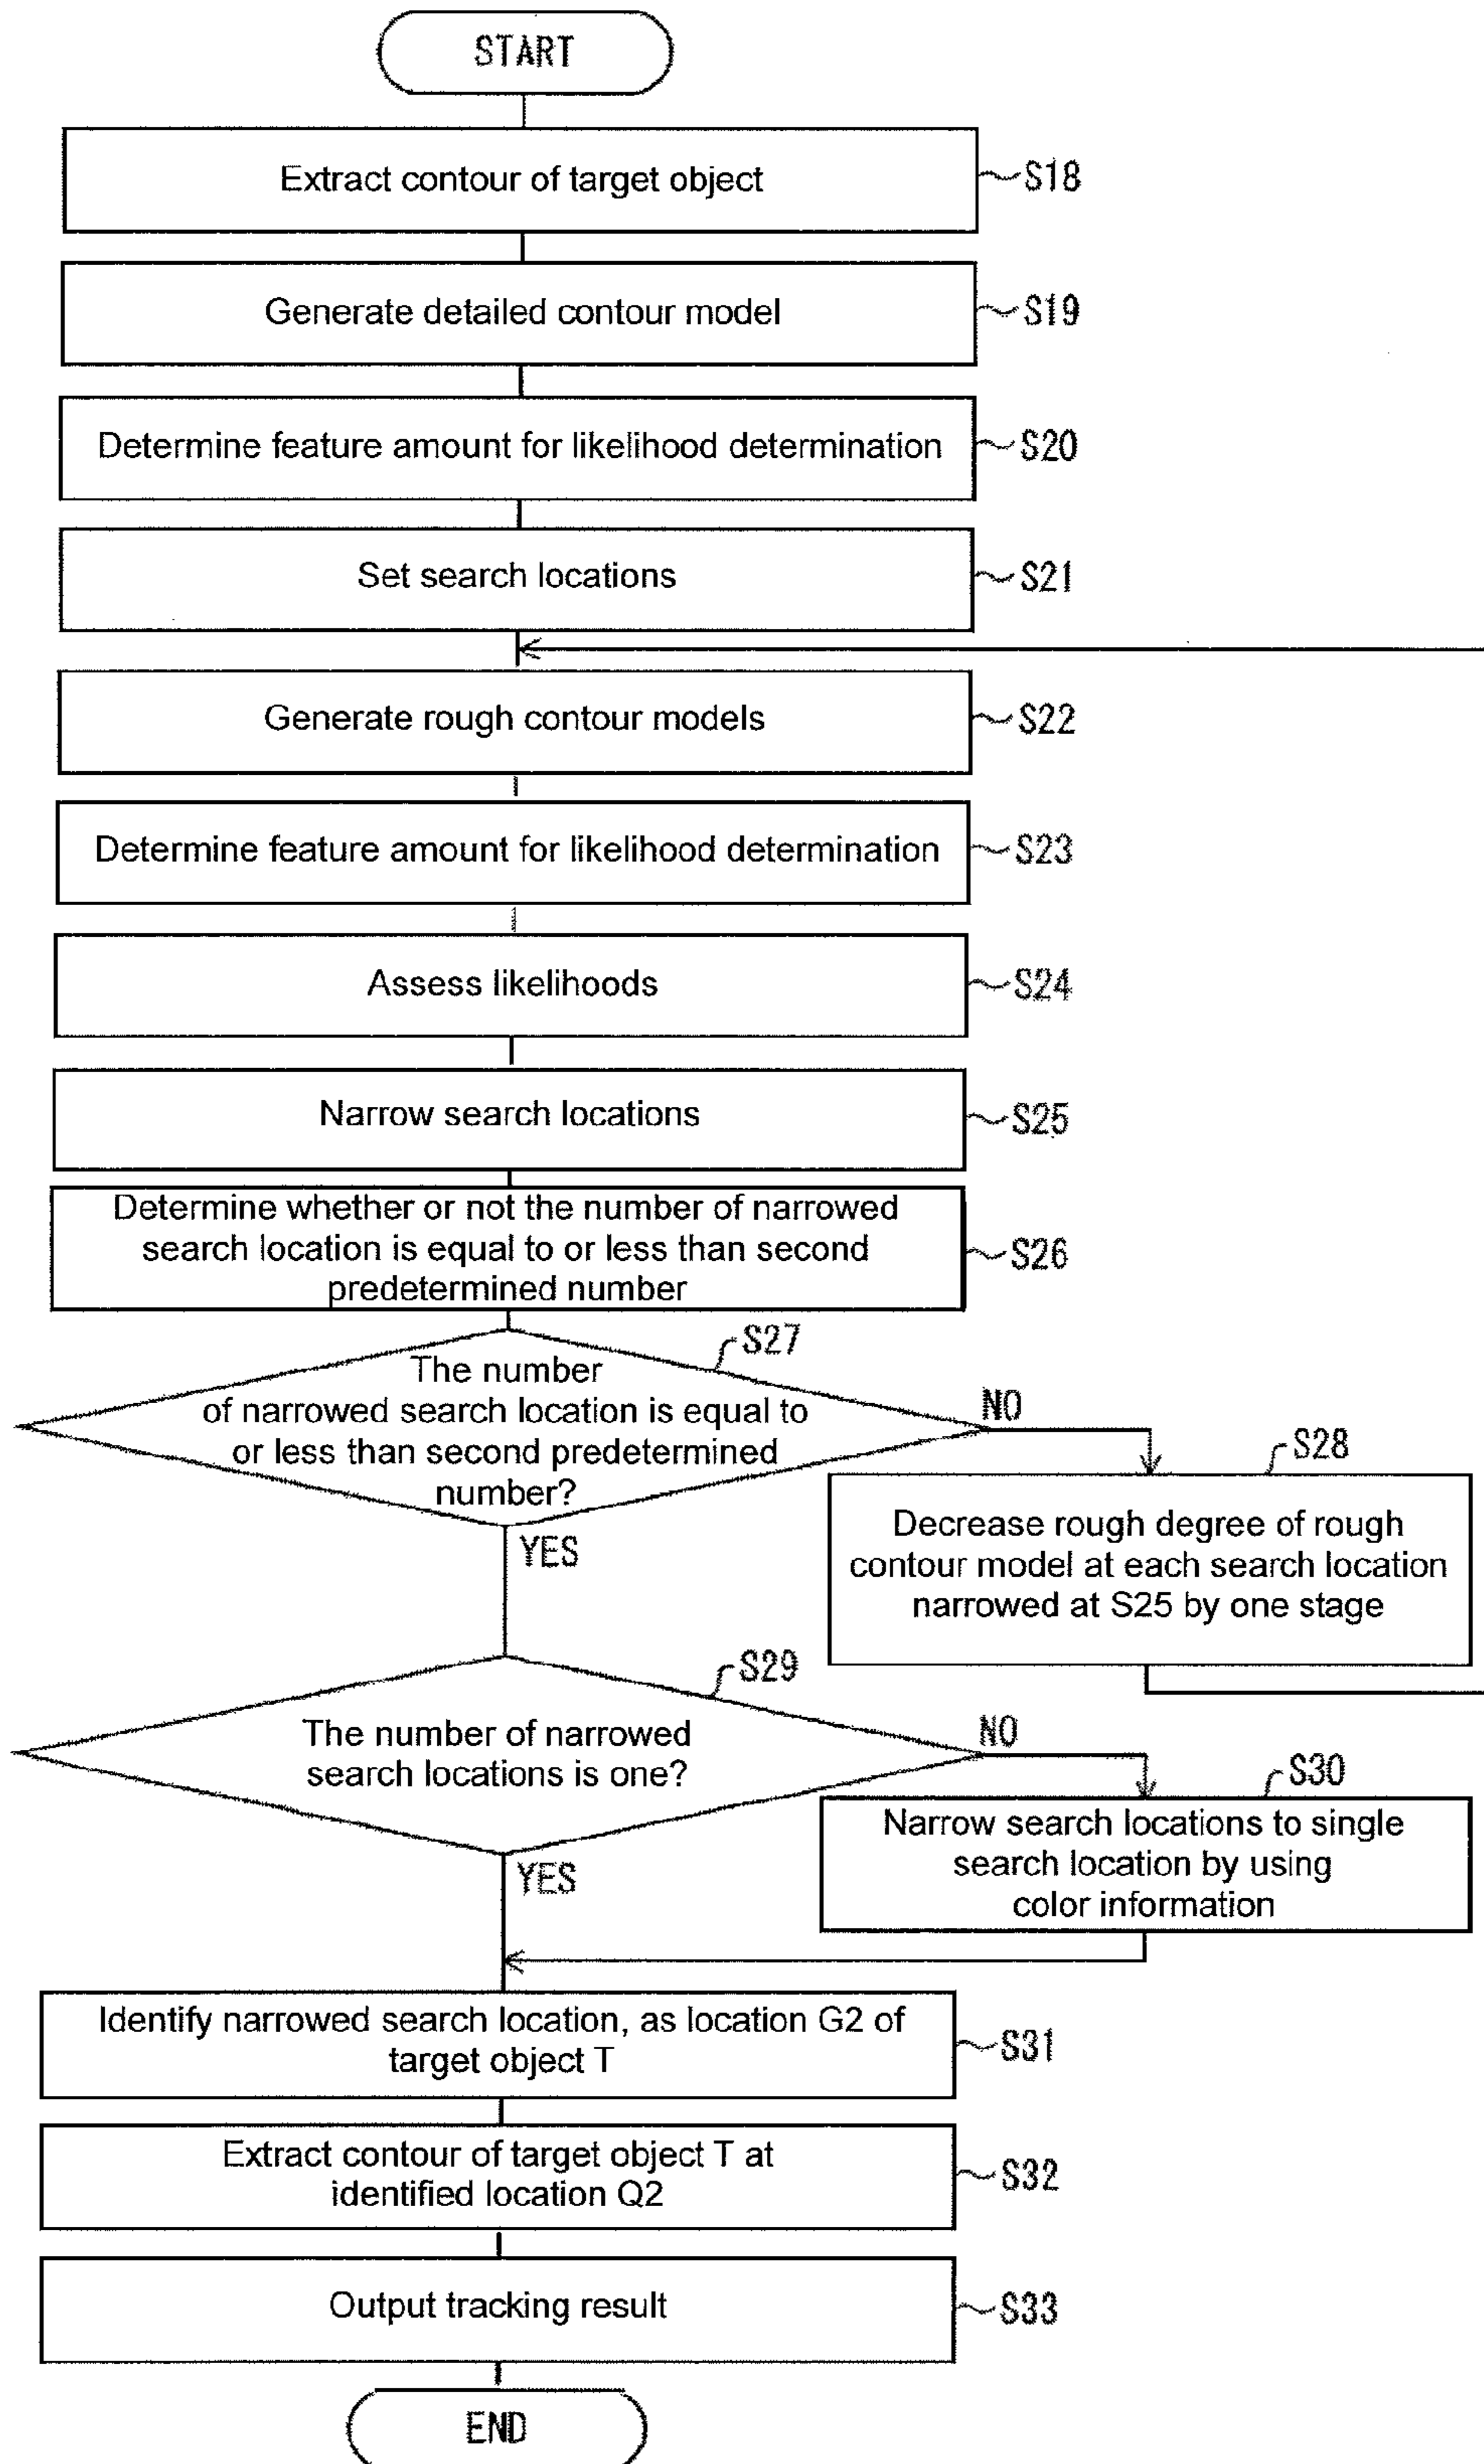 START
Extract contour of target object
S18
Generate detailed contour model
S19
Determine feature amount for likelihood determination
S20
Set search locations
S21
Generate rough contour models
S22
Determine feature amount for likelihood determination
S23
Assess likelihoods
S24
Narrow search locations
S25
Determine whether or not the number of narrowed
search location is equal to or less than second
predetermined number
S26
S27
The number
of narrowed search location is equal to
or less than second predetermined
number?
NO
YES
S28
Decrease rough degree of rough
contour model at each search location
narrowed at S25 by one stage
S29
The number of narrowed
search locations is one?
NO
YES
S30
Narrow search locations to single
search location by using
color information
Identify narrowed search location, as location G2 of
target object T
S31
Extract contour of target object T at
identified location Q2
S32
Output tracking result
S33
END